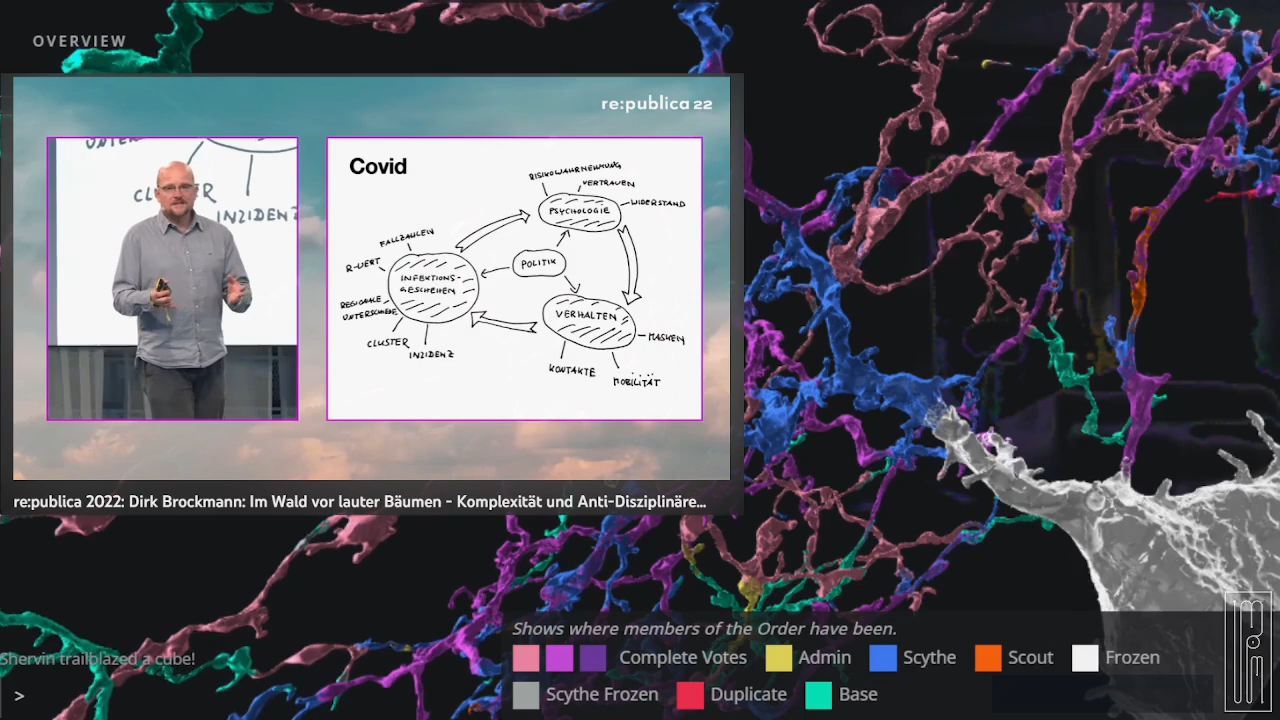 OVERVIEW
re:publica 22
CLUSTER
INZIDENZ
Covid
RISIKOWAHRNEHMUNG
VERTRAUEN
WIDERSTAND
PSYCHOLOGIE
FALLZAHLEN
R-WERT
POLITIK
INFEKTIONS-
GESCHEHEN
REGIONALE
UNTERSCHIEDE
VERHALTEN
MASKEN
CLUSTER
INZIDENZ
KONTAKTE
MOBILITÄT
re:publica 2022: Dirk Brockmann: Im Wald vor lauter Bäumen - Komplexität und Anti-Disziplinäre...
Shows where members of the Order have been.
Complete Votes Admin Scythe Scout Frozen
Scythe Frozen Duplicate Base
Shervin trailblazed a cube!
>